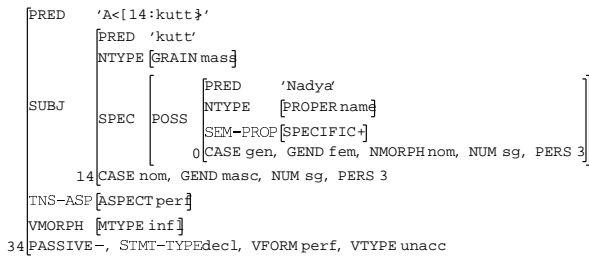 PRED 'A<[14:kutt]>'
PRED 'kutt'
NTYPE [GRAIN mass]
PRED 'Nadya'
NTYPE [PROPER name]
SUBJ SPEC POSS
SEM-PROP [SPECIFIC +]
0 CASE gen, GEND fem, NMORPH nom, NUM sg, PERS 3
14 CASE nom, GEND masc, NUM sg, PERS 3
TNS-ASP [ASPECT perf]
VMORPH [MTYPE infl]
34 PASSIVE -, STMT-TYPE decl, VFORM perf, VTYPE unacc